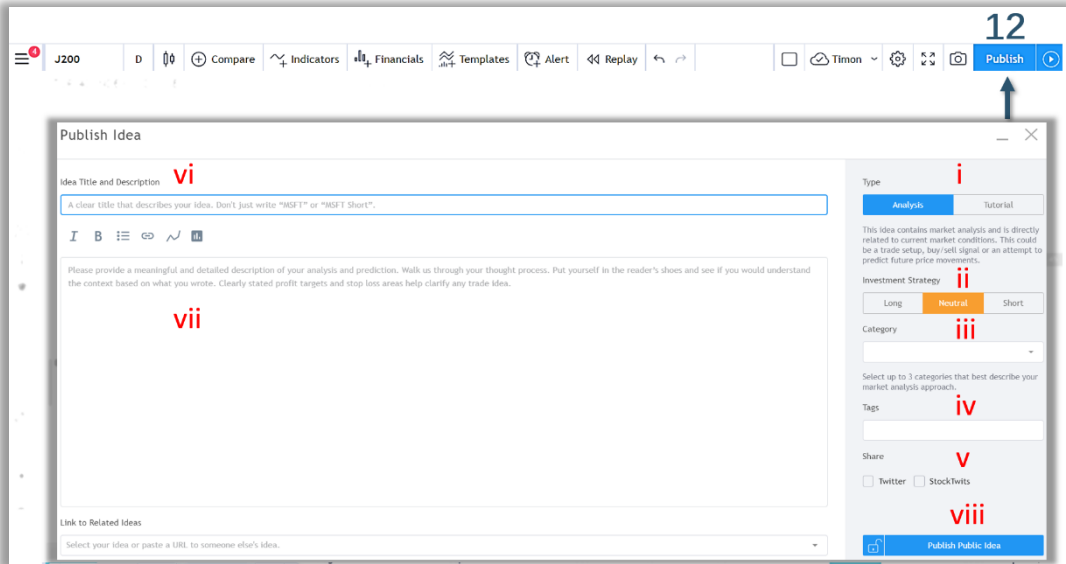 12
4
J200 D Compare Indicators Financials Templates Alert Replay Timon Publish
Publish Idea
vi
Idea Title and Description
A clear title that describes your idea. Don't just write "MSFT" or "MSFT Short".
I B
Please provide a meaningful and detailed description of your analysis and prediction. Walk us through your thought process. Put yourself in the reader's shoes and see if you would understand
the context based on what you wrote. Clearly stated profit targets and stop loss areas help clarify any trade idea.
vii
Link to Related Ideas
Select your idea or paste a URL to someone else's idea.
i
Type
Analysis Tutorial
This idea contains market analysis and is directly
related to current market conditions. This could
be a trade setup, buy/sell signal or an attempt to
predict future price movements.
ii
Investment Strategy
Long Neutral Short
iii
Category
Select up to 3 categories that best describe your
market analysis approach.
iv
Tags
v
Share
Twitter StockTwits
viii
Publish Public Idea